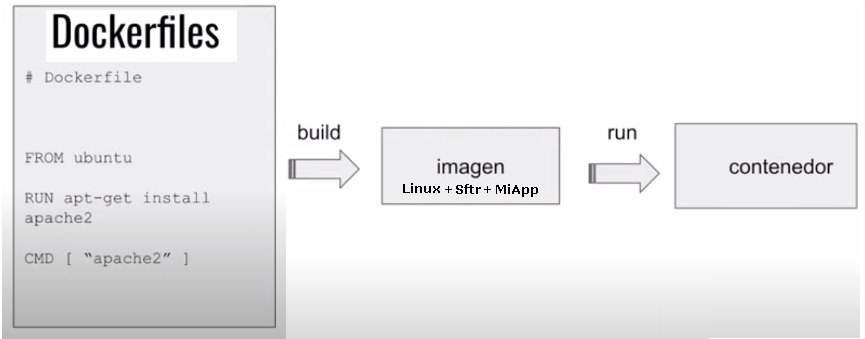 Dockerfiles
# Dockerfile
FROM ubuntu
RUN apt-get install
apache2
CMD [ “apache2” ]
build
imagen
Linux + Sftr + MiApp
run
contenedor